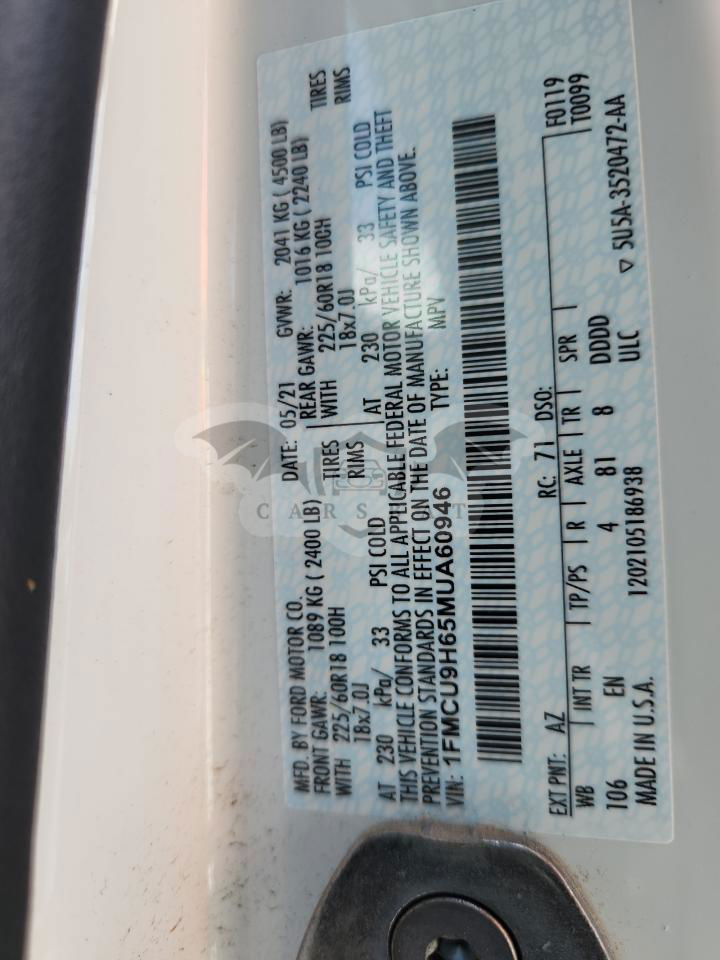 MFD. BY FORD MOTOR CO. DATE: 05/21 GVWR: 2041 KG ( 4500 LB)
FRONT GAWR: 1089 KG ( 2400 LB) REAR GAWR: 1016 KG ( 2240 LB)
WITH 225/60R18 100H TIRES WITH 225/60R18 100H TIRES
18x7.0J RIMS 18x7.0J RIMS
AT 230 kPa/ 33 PSI COLD AT 230 kPa/ 33 PSI COLD
THIS VEHICLE CONFORMS TO ALL APPLICABLE FEDERAL MOTOR VEHICLE SAFETY AND THEFT
PREVENTION STANDARDS IN EFFECT ON THE DATE OF MANUFACTURE SHOWN ABOVE.
VIN: 1FMCU9H65MUA60946 TYPE: MPV
EXT PNT: AZ RC: 71 DSO: F0119
WB INT TR TP/PS R AXLE TR SPR T0099
106 EN 4 81 8 DDDD
MADE IN U.S.A. 1202105186938 ULC ▽ 5U5A-3520472-AA
CARSXT